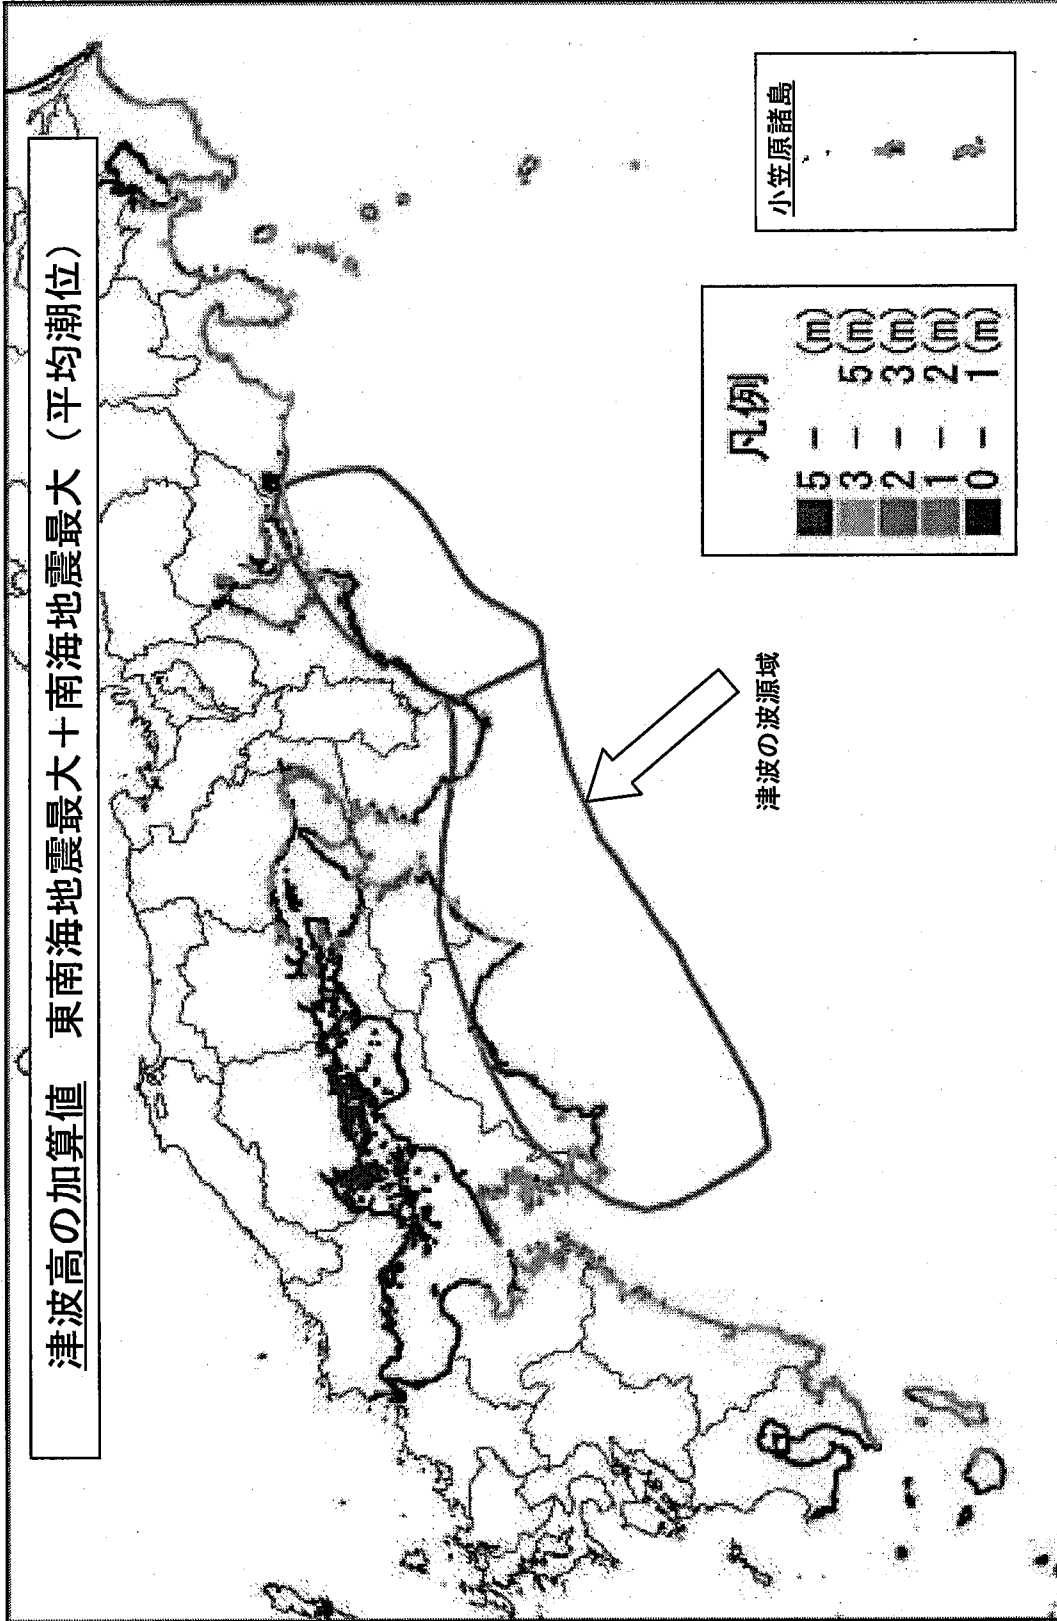 津波高の加算値 東南海地震最大+南海地震最大(平均潮位)
小笠原諸島
凡例
5 - (m)
3 - 5(m)
2 - 3(m)
1 - 2(m)
0 - 1(m)
津波の波源域